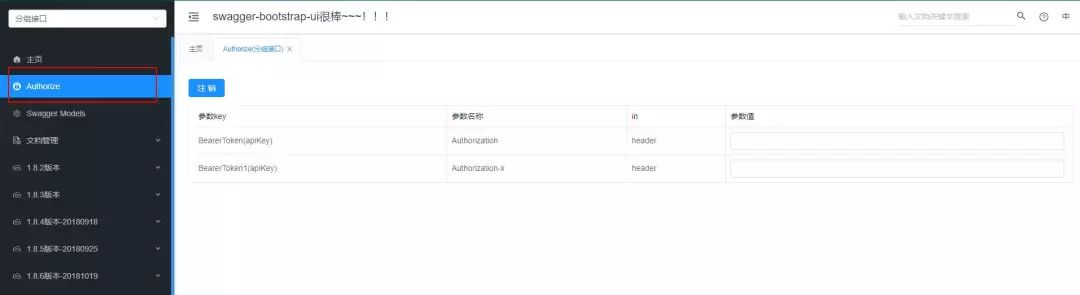 分组接口
swagger-bootstrap-ui很棒~~~！！！
输入文档关键字搜索
中
主页
Authorize
Swagger Models
文档管理
1.8.2版本
1.8.3版本
1.8.4版本-20180918
1.8.5版本-20180925
1.8.6版本-20181019
主页
Authorize(分组接口)
注 销
参数key 参数名称 in 参数值
BearerToken(apiKey) Authorization header
BearerToken1(apiKey) Authorization-x header